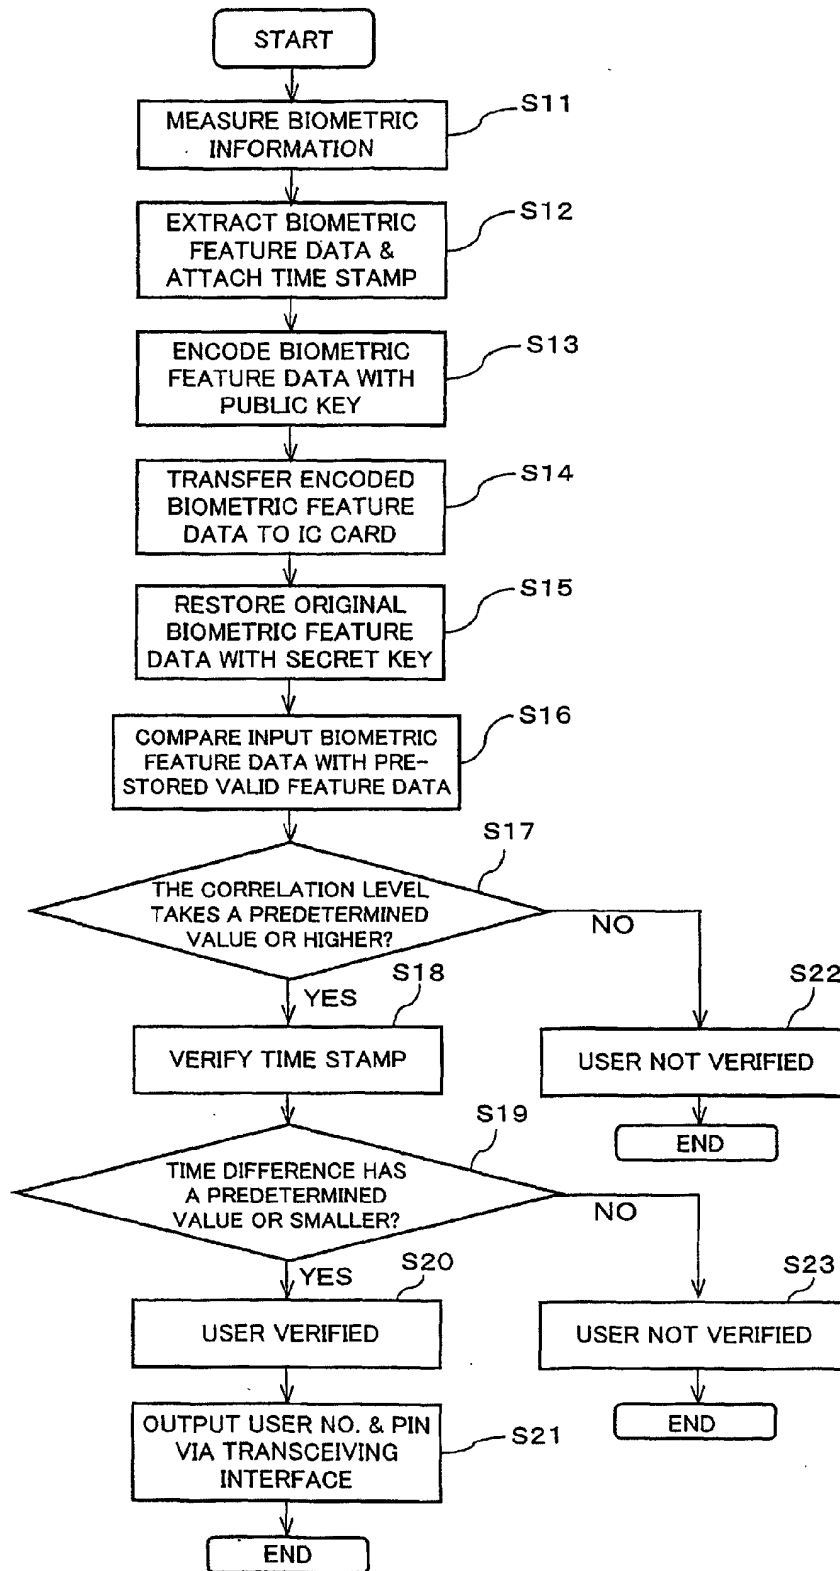 START
S11
MEASURE BIOMETRIC
INFORMATION
S12
EXTRACT BIOMETRIC
FEATURE DATA &
ATTACH TIME STAMP
S13
ENCODE BIOMETRIC
FEATURE DATA WITH
PUBLIC KEY
S14
TRANSFER ENCODED
BIOMETRIC FEATURE
DATA TO IC CARD
S15
RESTORE ORIGINAL
BIOMETRIC FEATURE
DATA WITH SECRET KEY
S16
COMPARE INPUT BIOMETRIC
FEATURE DATA WITH PRE-
STORED VALID FEATURE DATA
S17
THE CORRELATION LEVEL
TAKES A PREDETERMINED
VALUE OR HIGHER?
NO
YES
S18
S22
VERIFY TIME STAMP
USER NOT VERIFIED
END
S19
TIME DIFFERENCE HAS
A PREDETERMINED
VALUE OR SMALLER?
NO
YES
S20
S23
USER VERIFIED
USER NOT VERIFIED
END
OUTPUT USER NO. & PIN
VIA TRANSCEIVING
INTERFACE
S21
END